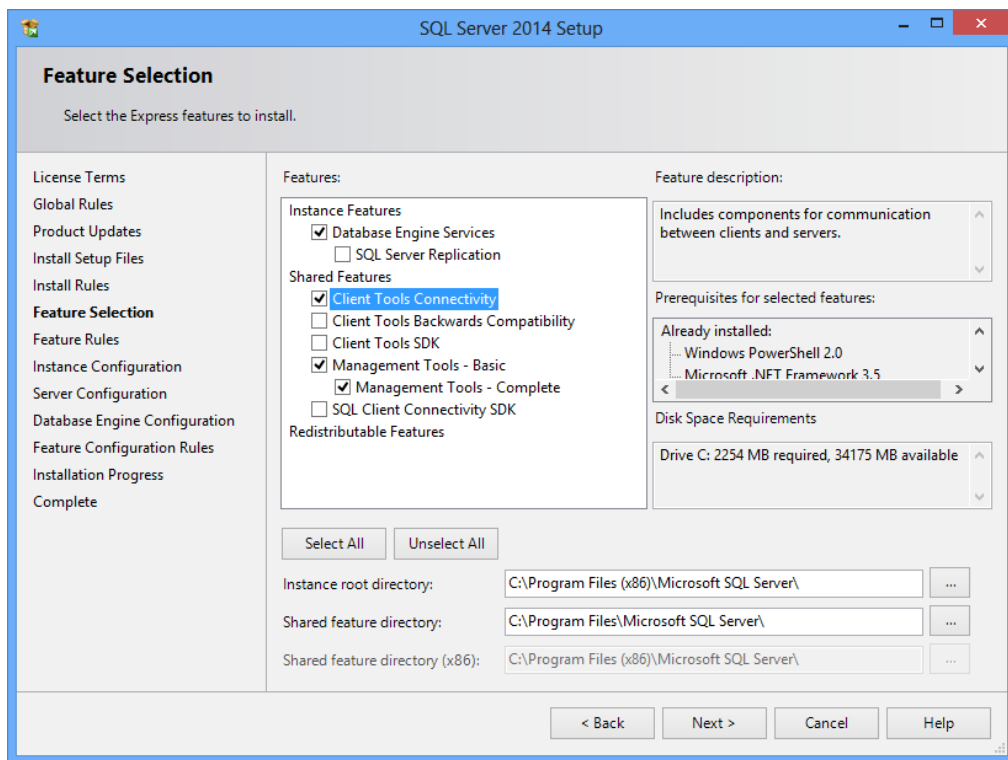 SQL Server 2014 Setup
Feature Selection
Select the Express features to install.
License Terms
Global Rules
Product Updates
Install Setup Files
Install Rules
Feature Selection
Feature Rules
Instance Configuration
Server Configuration
Database Engine Configuration
Feature Configuration Rules
Installation Progress
Complete
Features:
Instance Features
Database Engine Services
SQL Server Replication
Shared Features
Client Tools Connectivity
Client Tools Backwards Compatibility
Client Tools SDK
Management Tools - Basic
Management Tools - Complete
SQL Client Connectivity SDK
Redistributable Features
Feature description:
Includes components for communication
between clients and servers.
Prerequisites for selected features:
Already installed:
Windows PowerShell 2.0
Microsoft .NET Framework 3.5
Disk Space Requirements
Drive C: 2254 MB required, 34175 MB available
Select All
Unselect All
Instance root directory:
C:\Program Files (x86)\Microsoft SQL Server\
...
Shared feature directory:
C:\Program Files\Microsoft SQL Server\
...
Shared feature directory (x86):
C:\Program Files (x86)\Microsoft SQL Server\
...
< Back
Next >
Cancel
Help